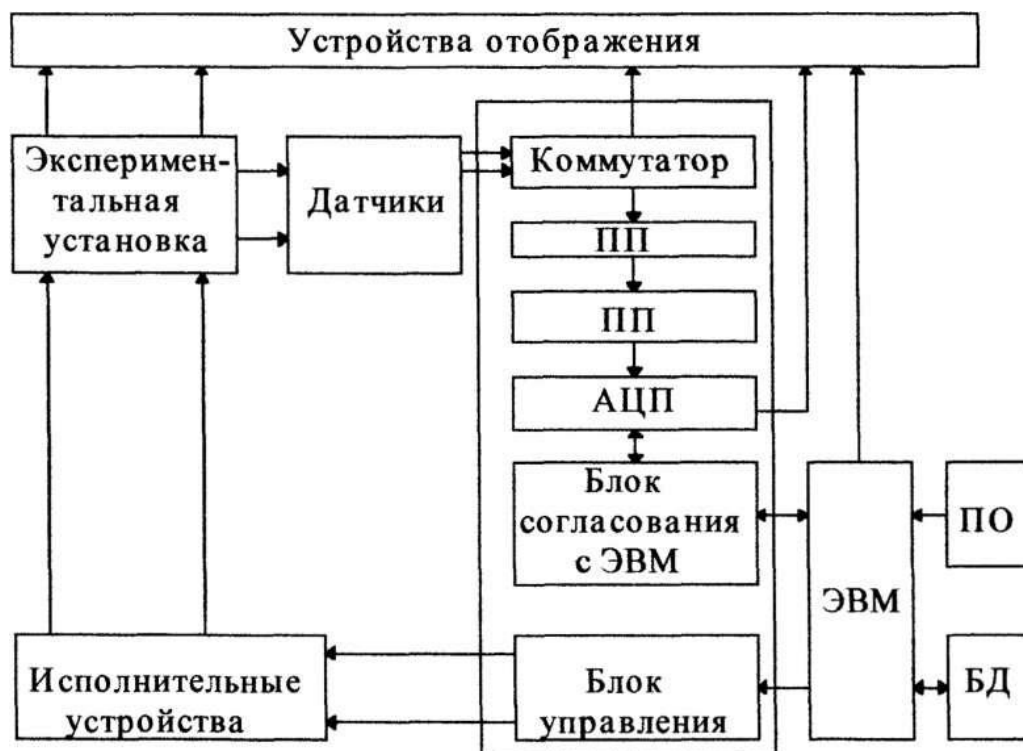 Устройства отображения
Эксперимен-
тальная
установка
Датчики
Коммутатор
ПП
ПП
АЦП
Блок
согласования
с ЭВМ
ЭВМ
ПО
БД
Исполнительные
устройства
Блок
управления